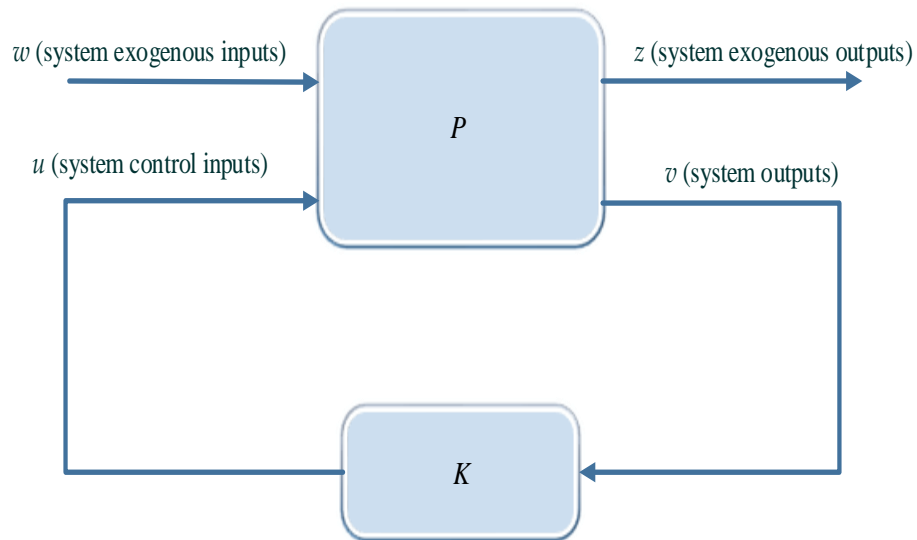 w (system exogenous inputs)
z (system exogenous outputs)
P
u (system control inputs)
v (system outputs)
K